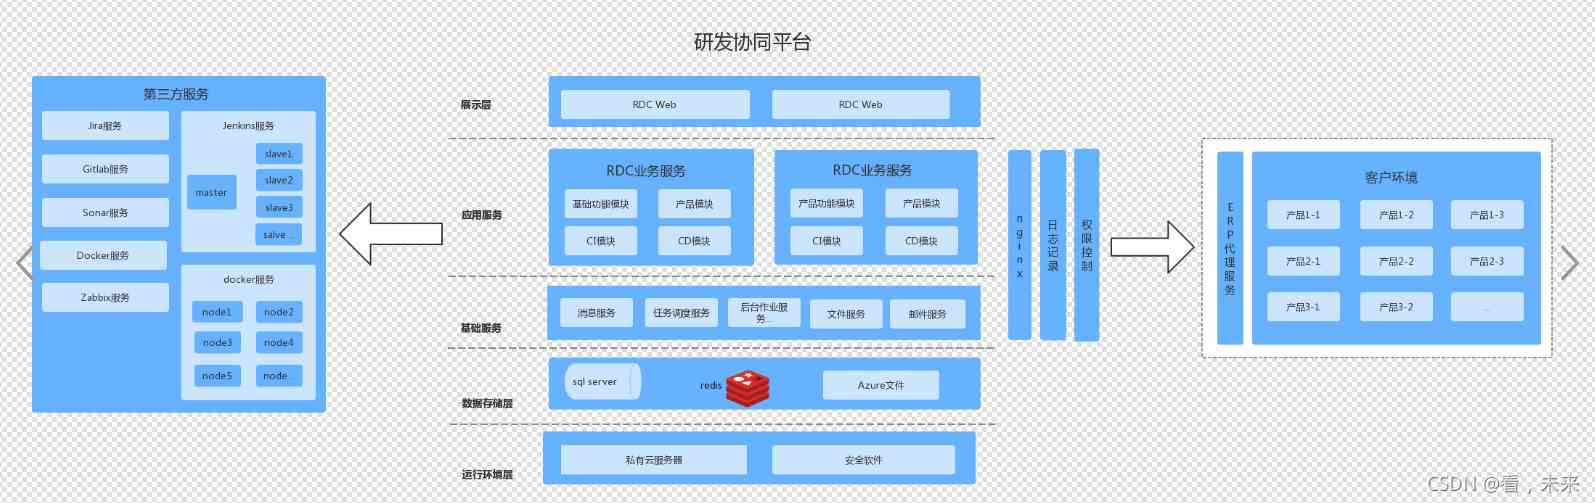 研发协同平台
第三方服务
Jira服务
Gitlab服务
Sonar服务
Docker服务
Zabbix服务
Jenkins服务
master
slave1
slave2
slave3
salve ...
docker服务
node1
node2
node3
node4
node5
node...
展示层
RDC Web
RDC Web
应用服务
RDC业务服务
基础功能模块
产品模块
CI模块
CD模块
RDC业务服务
产品功能模块
产品模块
CI模块
CD模块
基础服务
消息服务
任务调度服务
后台作业服
务...
文件服务
邮件服务
数据存储层
sql server
redis
Azure文件
运行环境层
私有云服务器
安全软件
nginx
日志记录
权限控制
ERP代理服务
客户环境
产品1-1
产品1-2
产品1-3
产品2-1
产品2-2
产品2-3
产品3-1
产品3-2
...
CSDN @看，未来